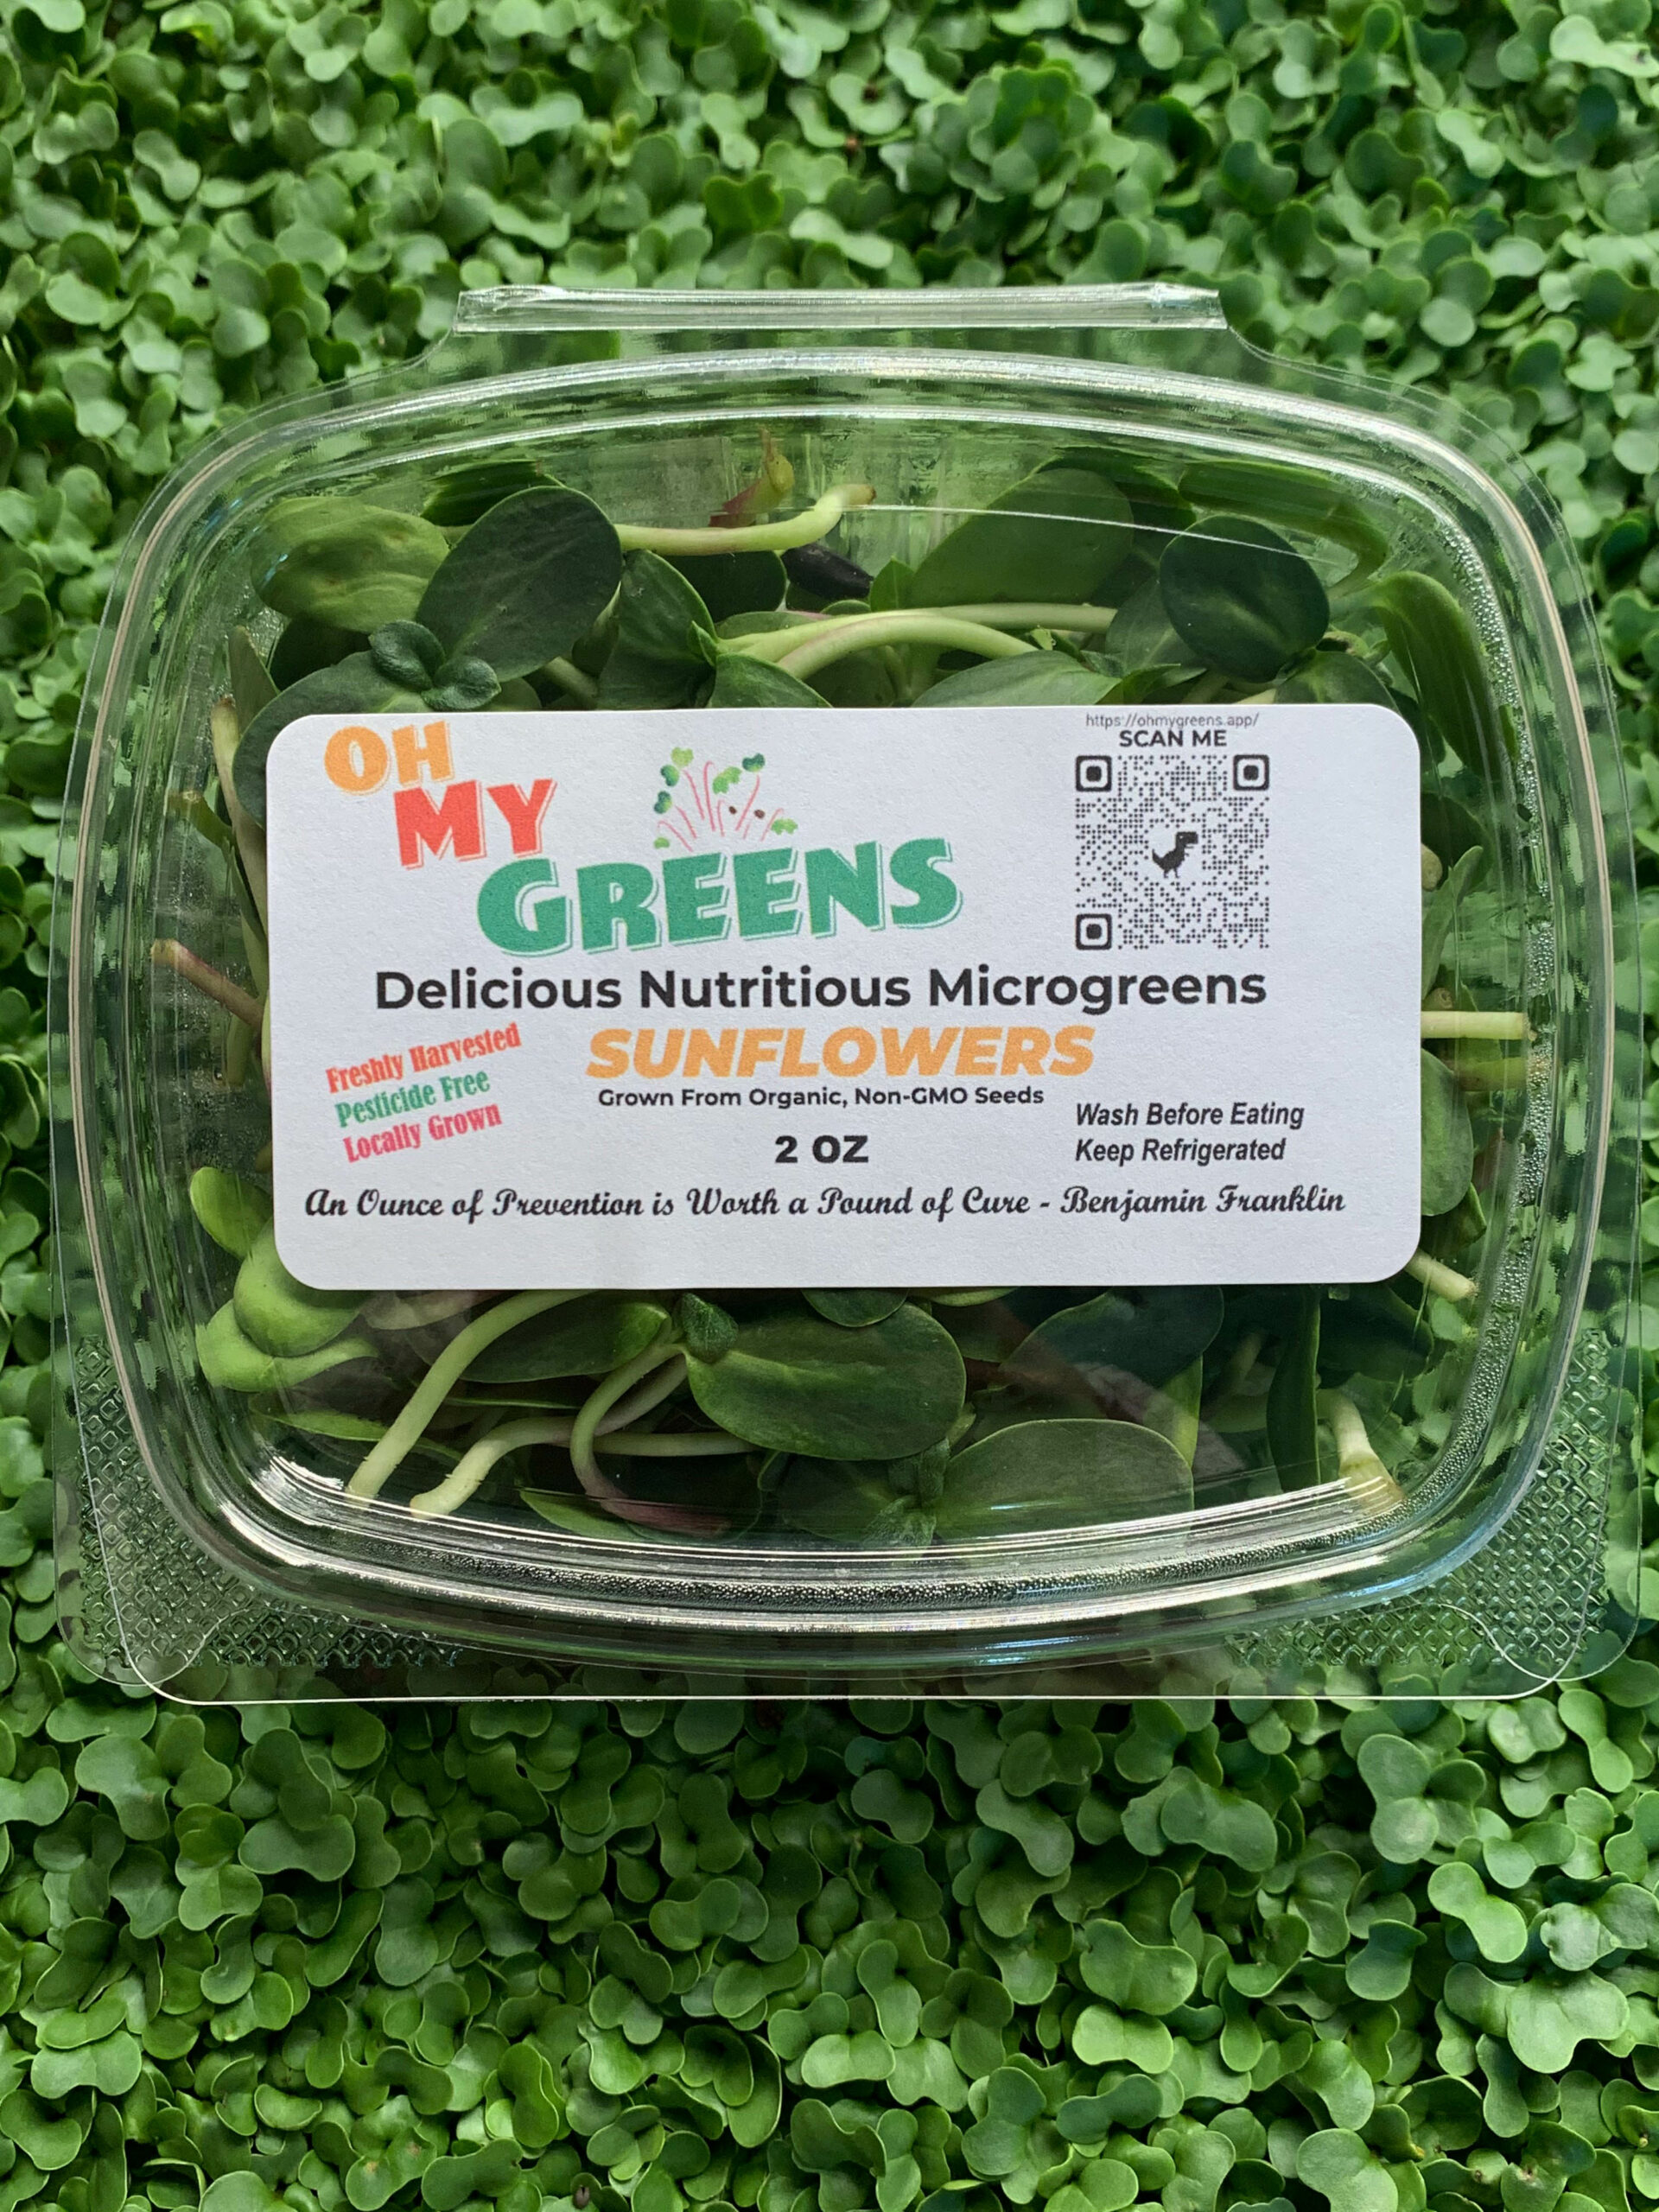 OH
MY
GREENS
https://ohmygreens.app/
SCAN ME
Delicious Nutritious Microgreens
Freshly Harvested
Pesticide Free
Locally Grown
SUNFLOWERS
Grown From Organic, Non-GMO Seeds
2 OZ
Wash Before Eating
Keep Refrigerated
An Ounce of Prevention is Worth a Pound of Cure - Benjamin Franklin